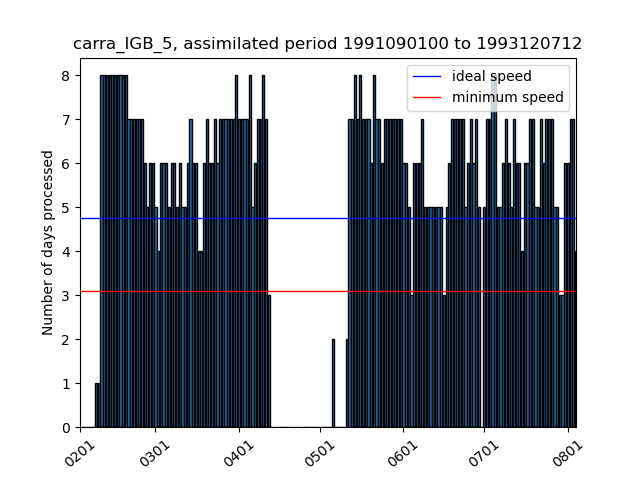 carra_IGB_5, assimilated period 1991090100 to 1993120712
ideal speed
minimum speed
Number of days processed
8
7
6
5
4
3
2
1
0
0201 0301 0401 0501 0601 0701 0801